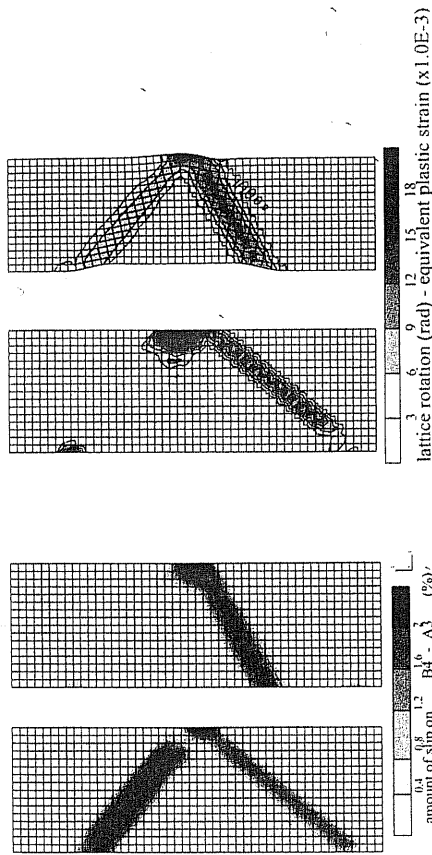 3 6 9 12 15 18
lattice rotation (rad) - equivalent plastic strain (x1.0E-3)
0.4 0.8 1.2 1.6 2
amount of slip on B4 - A3 (%)